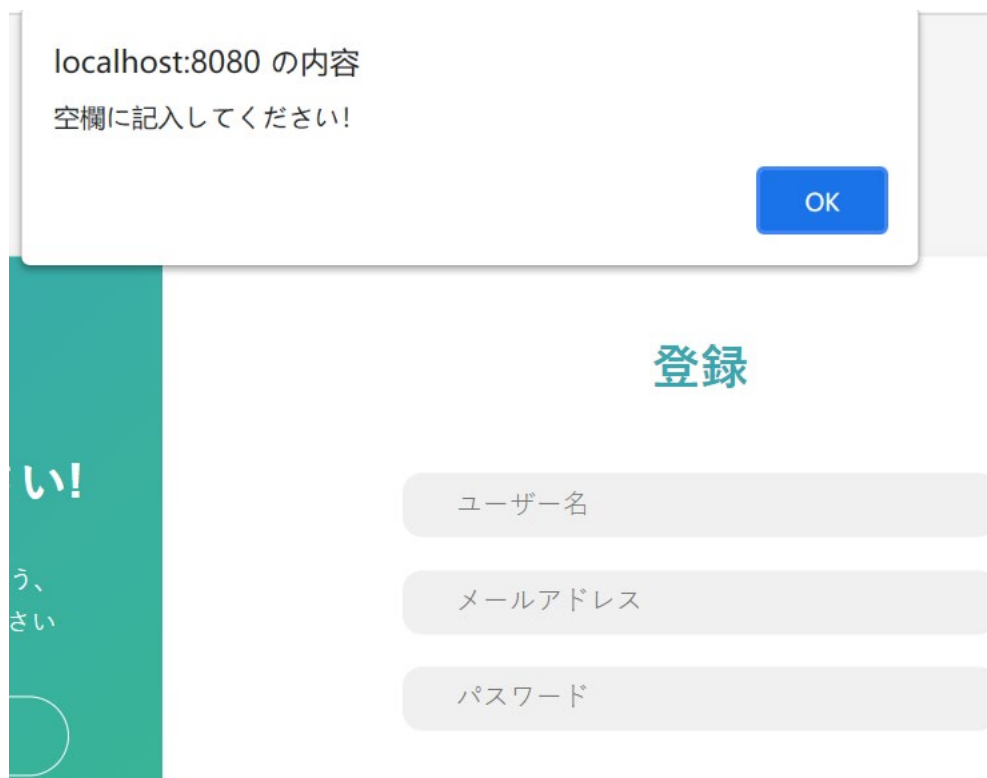 localhost:8080 の内容
空欄に記入してください!
OK
登録
い!
う、
さい
ユーザー名
メールアドレス
パスワード